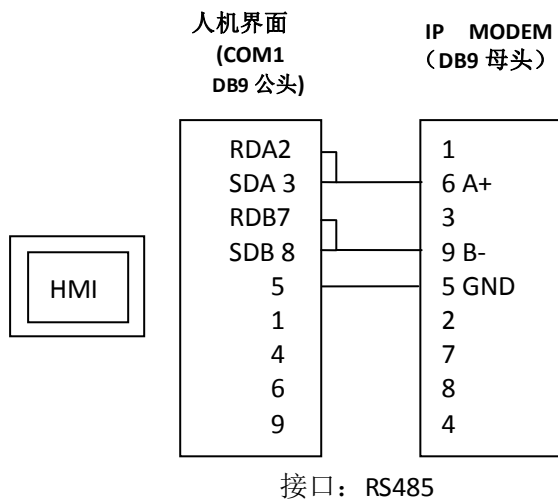 人机界面
(COM1
DB9 公头)
IP MODEM
（DB9 母头）
RDA2
SDA 3
RDB7
SDB 8
5
1
4
6
9
1
6 A+
3
9 B-
5 GND
2
7
8
4
HMI
接口：RS485